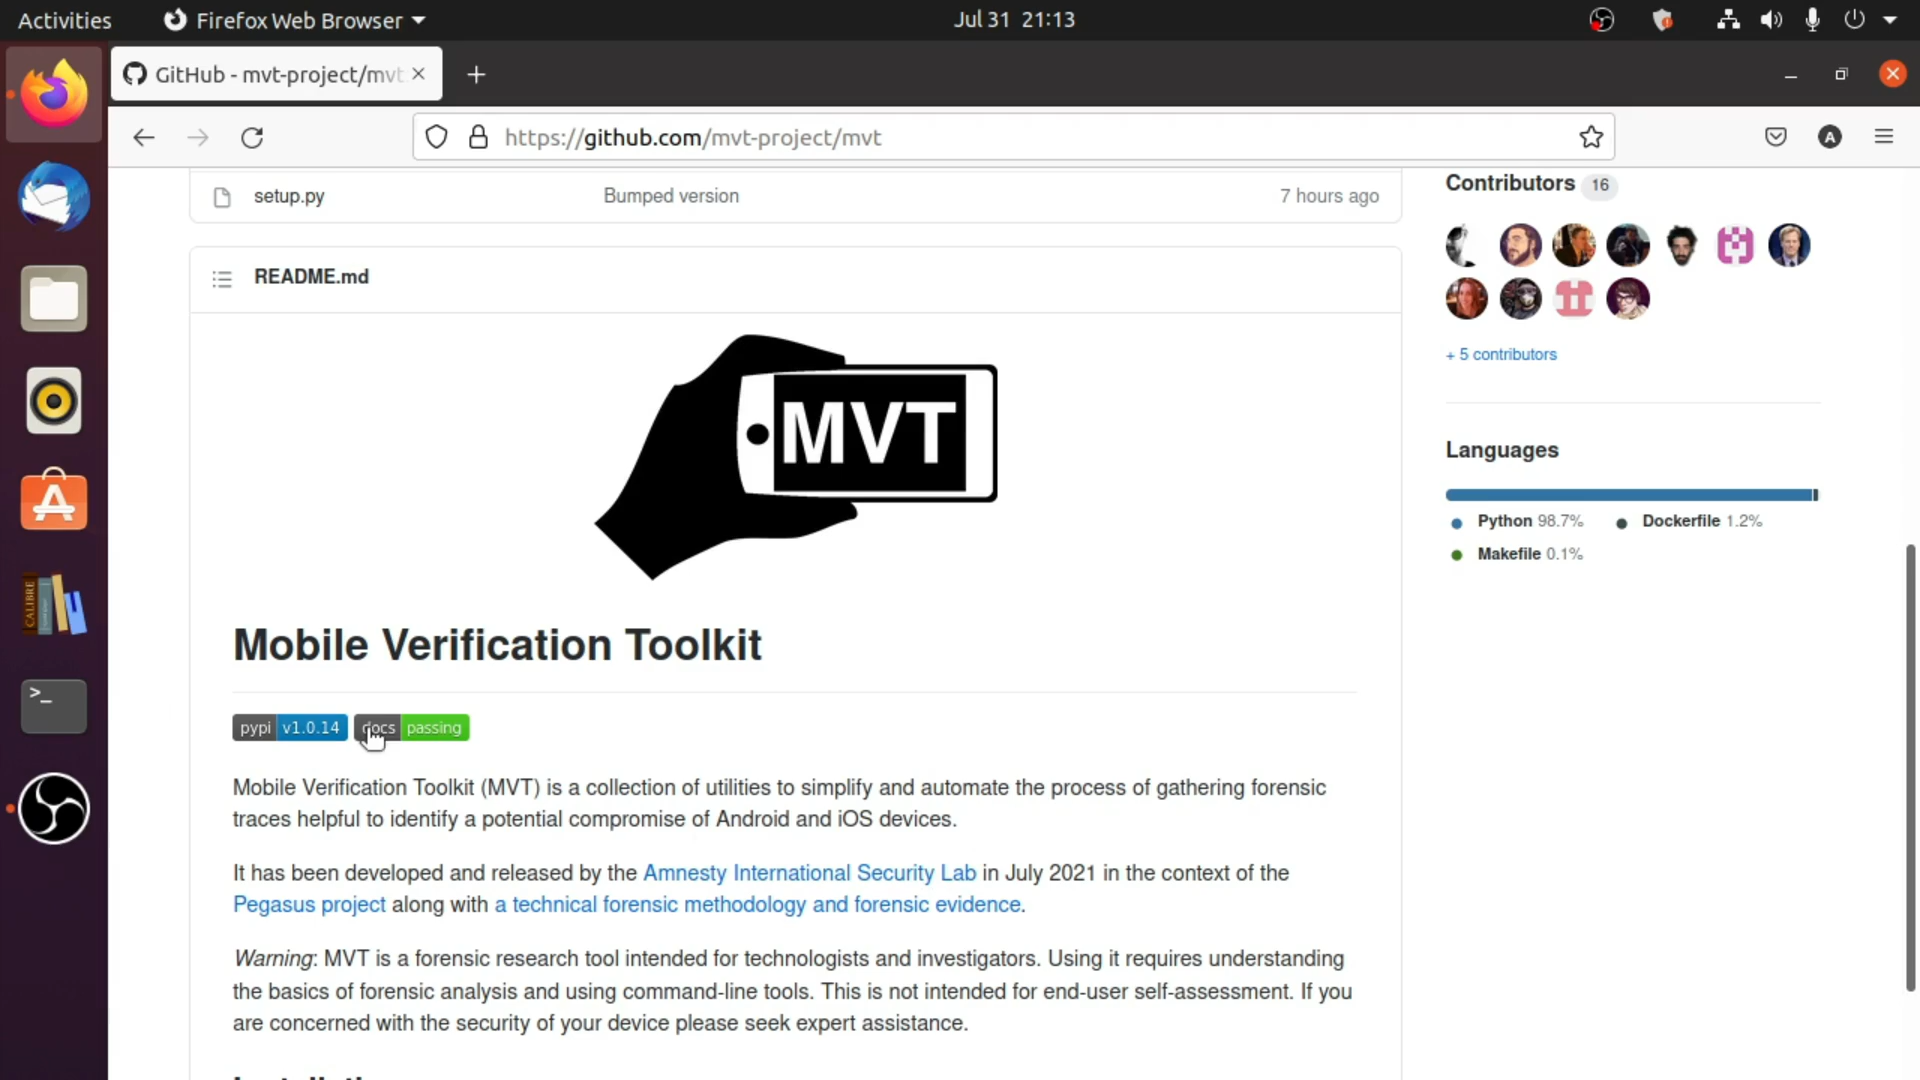 Activities
Firefox Web Browser
Jul 31 21:13
GitHub - mvt-project/mvt
https://github.com/mvt-project/mvt
A
setup.py
Bumped version
7 hours ago
README.md
MVT
Mobile Verification Toolkit
pypi v1.0.14
docs passing
Mobile Verification Toolkit (MVT) is a collection of utilities to simplify and automate the process of gathering forensic
traces helpful to identify a potential compromise of Android and iOS devices.
It has been developed and released by the Amnesty International Security Lab in July 2021 in the context of the
Pegasus project along with a technical forensic methodology and forensic evidence.
Warning: MVT is a forensic research tool intended for technologists and investigators. Using it requires understanding
the basics of forensic analysis and using command-line tools. This is not intended for end-user self-assessment. If you
are concerned with the security of your device please seek expert assistance.
Contributors 16
+ 5 contributors
Languages
Python 98.7%
Dockerfile 1.2%
Makefile 0.1%
CALIBRE
>_